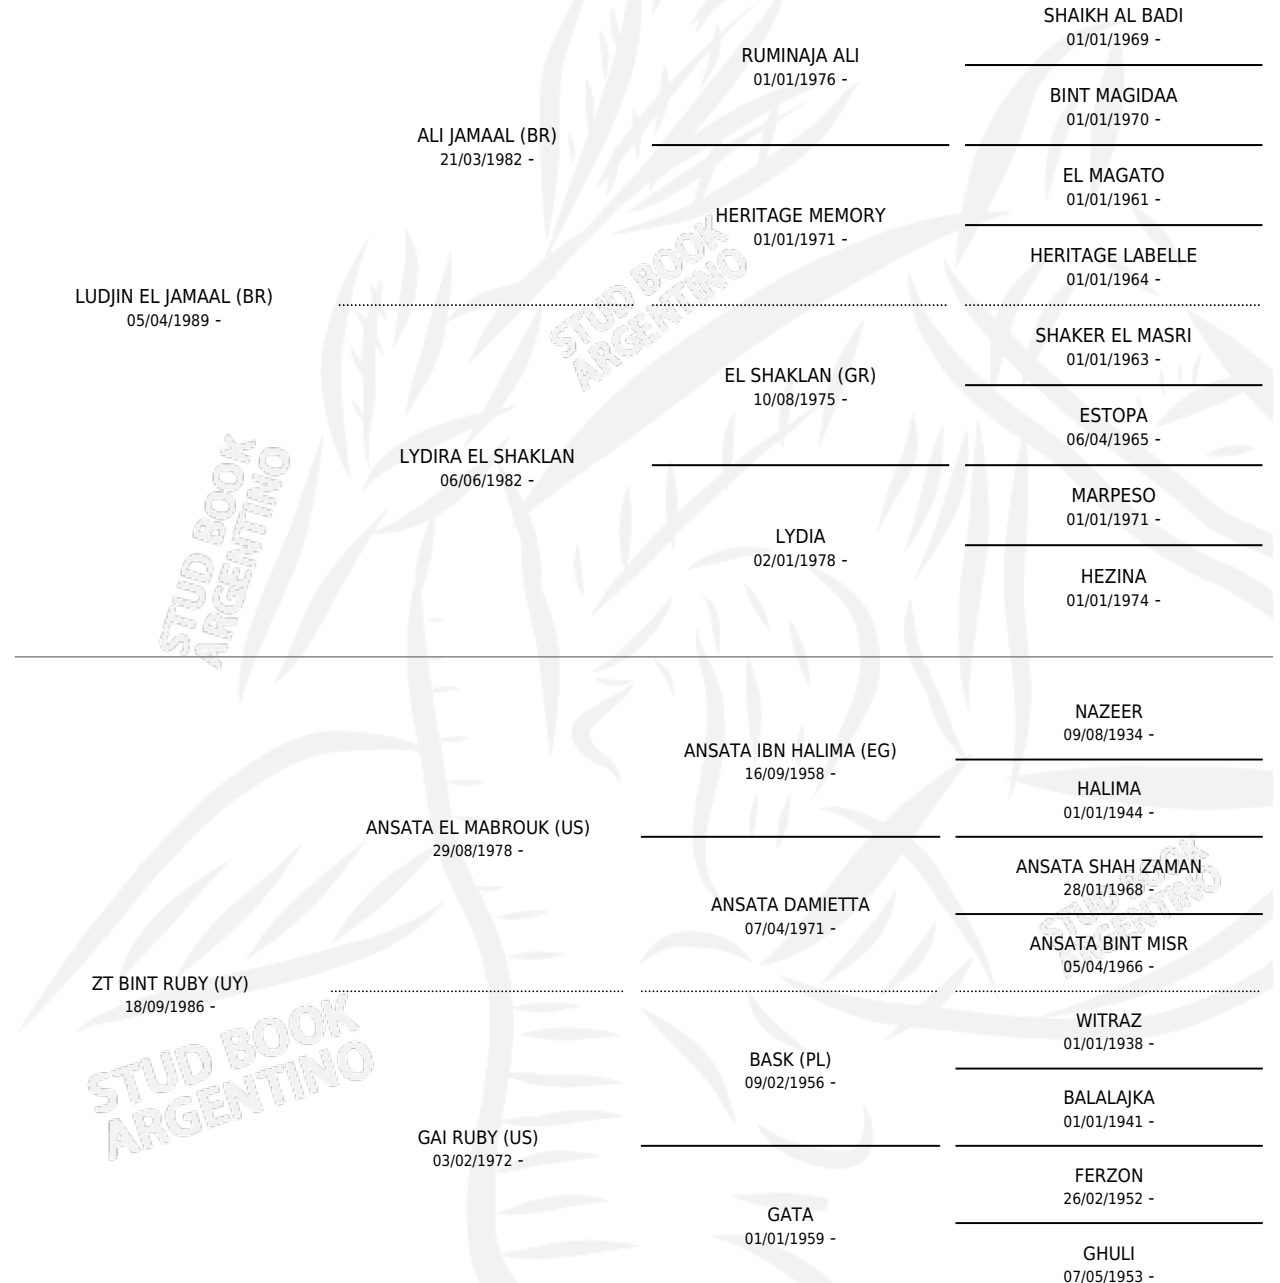 SHAIKH AL BADI
01/01/1969 -
RUMINAJA ALI
01/01/1976 -
BINT MAGIDAA
01/01/1970 -
ALI JAMAAL (BR)
21/03/1982 -
EL MAGATO
01/01/1961 -
HERITAGE MEMORY
01/01/1971 -
HERITAGE LABELLE
01/01/1964 -
LUDJIN EL JAMAAL (BR)
05/04/1989 -
SHAKER EL MASRI
01/01/1963 -
EL SHAKLAN (GR)
10/08/1975 -
ESTOPA
06/04/1965 -
LYDIRA EL SHAKLAN
06/06/1982 -
MARPESO
01/01/1971 -
LYDIA
02/01/1978 -
HEZINA
01/01/1974 -
NAZEER
09/08/1934 -
ANSATA IBN HALIMA (EG)
16/09/1958 -
HALIMA
01/01/1944 -
ANSATA EL MABROUK (US)
29/08/1978 -
ANSATA SHAH ZAMAN
28/01/1968 -
ANSATA DAMIETTA
07/04/1971 -
ANSATA BINT MISR
05/04/1966 -
ZT BINT RUBY (UY)
18/09/1986 -
WITRAZ
01/01/1938 -
BASK (PL)
09/02/1956 -
BALALAJKA
01/01/1941 -
GAI RUBY (US)
03/02/1972 -
FERZON
26/02/1952 -
GATA
01/01/1959 -
GHULI
07/05/1953 -
STUD BOOK
ARGENTINO
STUD BOOK
ARGENTINO
STUD BOOK
ARGENTINO
STUD BOOK
ARGENTINO